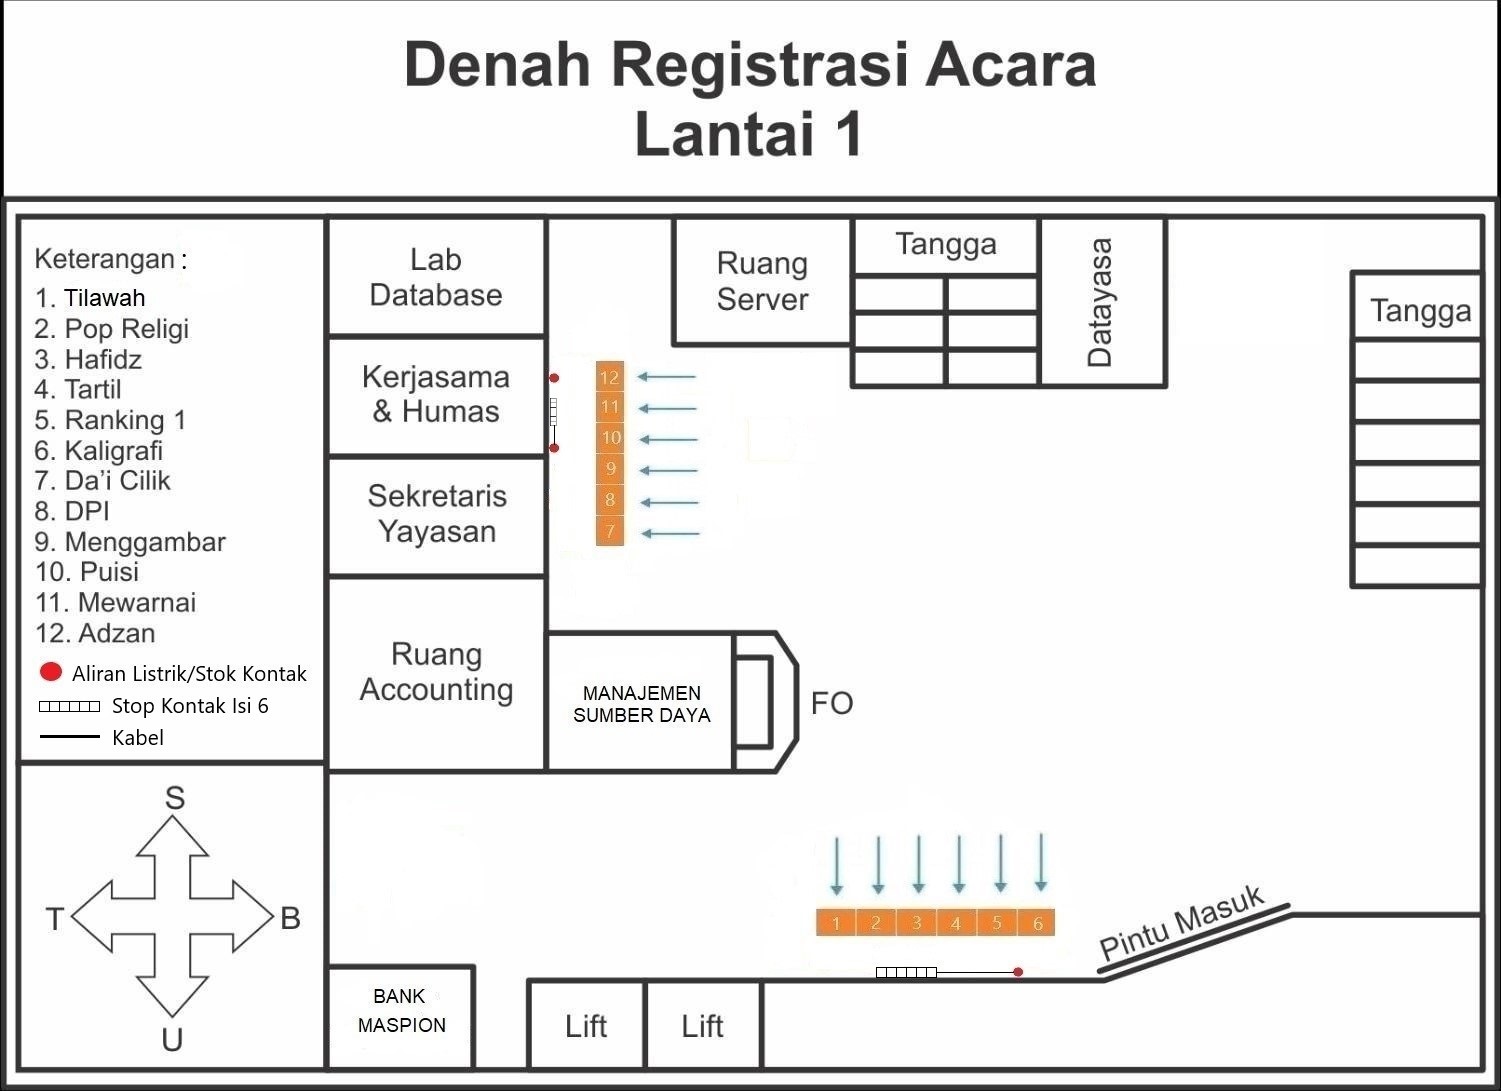 Denah Registrasi Acara
Lantai 1
Keterangan :
1. Tilawah
2. Pop Religi
3. Hafidz
4. Tartil
5. Ranking 1
6. Kaligrafi
7. Da’i Cilik
8. DPI
9. Menggambar
10. Puisi
11. Mewarnai
12. Adzan
Aliran Listrik/Stok Kontak
Stop Kontak Isi 6
Kabel
S
T
B
U
Lab
Database
Kerjasama
& Humas
Sekretaris
Yayasan
Ruang
Accounting
MANAJEMEN
SUMBER DAYA
FO
Ruang
Server
Tangga
Datayasa
Tangga
12
11
10
9
8
7
1 2 3 4 5 6
Pintu Masuk
BANK
MASPION
Lift
Lift